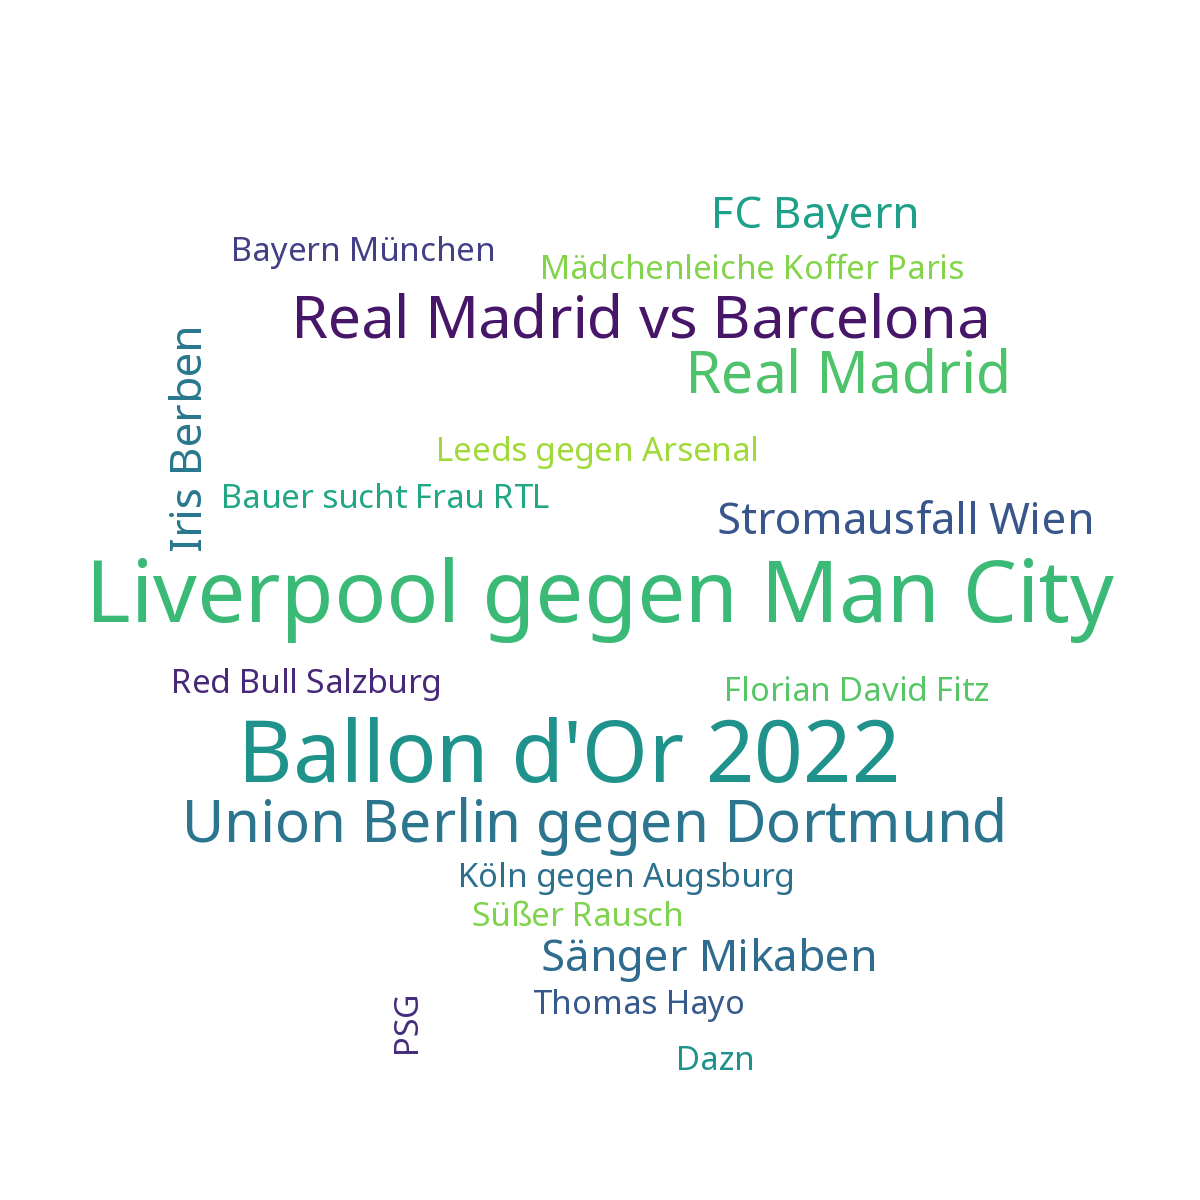 FC Bayern
Bayern München
Mädchenleiche Koffer Paris
Real Madrid vs Barcelona
Real Madrid
Iris Berben
Leeds gegen Arsenal
Bauer sucht Frau RTL
Stromausfall Wien
Liverpool gegen Man City
Red Bull Salzburg
Florian David Fitz
Ballon d'Or 2022
Union Berlin gegen Dortmund
Köln gegen Augsburg
Süßer Rausch
Sänger Mikaben
Thomas Hayo
PSG
Dazn